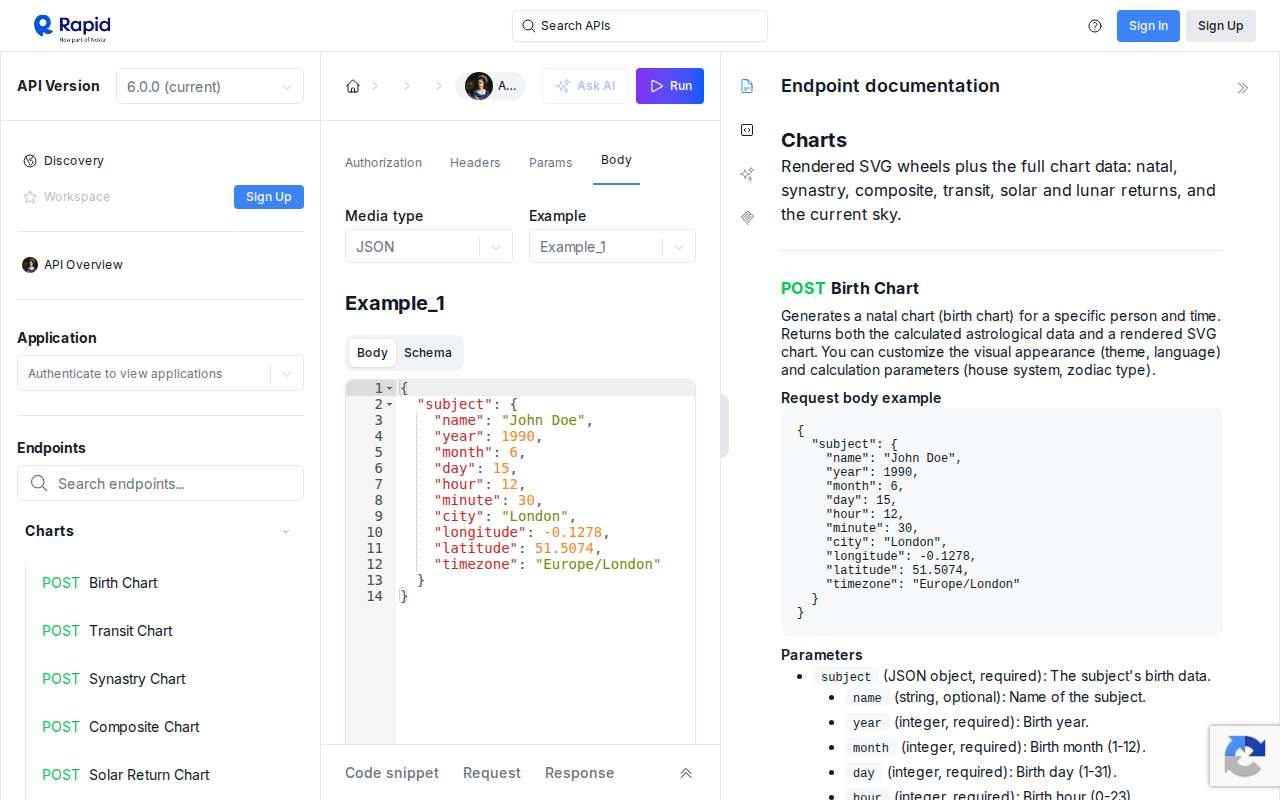 Rapid
Now part of Nokia
Search APIs
Sign In
Sign Up
API Version
6.0.0 (current)
Discovery
Workspace
Sign Up
API Overview
Application
Authenticate to view applications
Endpoints
Search endpoints...
Charts
POST Birth Chart
POST Transit Chart
POST Synastry Chart
POST Composite Chart
POST Solar Return Chart
A...
Ask AI
Run
Authorization
Headers
Params
Body
Media type
Example
JSON
Example_1
Example_1
Body
Schema
1 {
2 "subject": {
3 "name": "John Doe",
4 "year": 1990,
5 "month": 6,
6 "day": 15,
7 "hour": 12,
8 "minute": 30,
9 "city": "London",
10 "longitude": -0.1278,
11 "latitude": 51.5074,
12 "timezone": "Europe/London"
13 }
14 }
Code snippet
Request
Response
Endpoint documentation
Charts
Rendered SVG wheels plus the full chart data: natal,
synastry, composite, transit, solar and lunar returns, and
the current sky.
POST Birth Chart
Generates a natal chart (birth chart) for a specific person and time.
Returns both the calculated astrological data and a rendered SVG
chart. You can customize the visual appearance (theme, language)
and calculation parameters (house system, zodiac type).
Request body example
{
"subject": {
"name": "John Doe",
"year": 1990,
"month": 6,
"day": 15,
"hour": 12,
"minute": 30,
"city": "London",
"longitude": -0.1278,
"latitude": 51.5074,
"timezone": "Europe/London"
}
}
Parameters
subject (JSON object, required): The subject's birth data.
name (string, optional): Name of the subject.
year (integer, required): Birth year.
month (integer, required): Birth month (1-12).
day (integer, required): Birth day (1-31).
hour (integer, required): Birth hour (0-23)